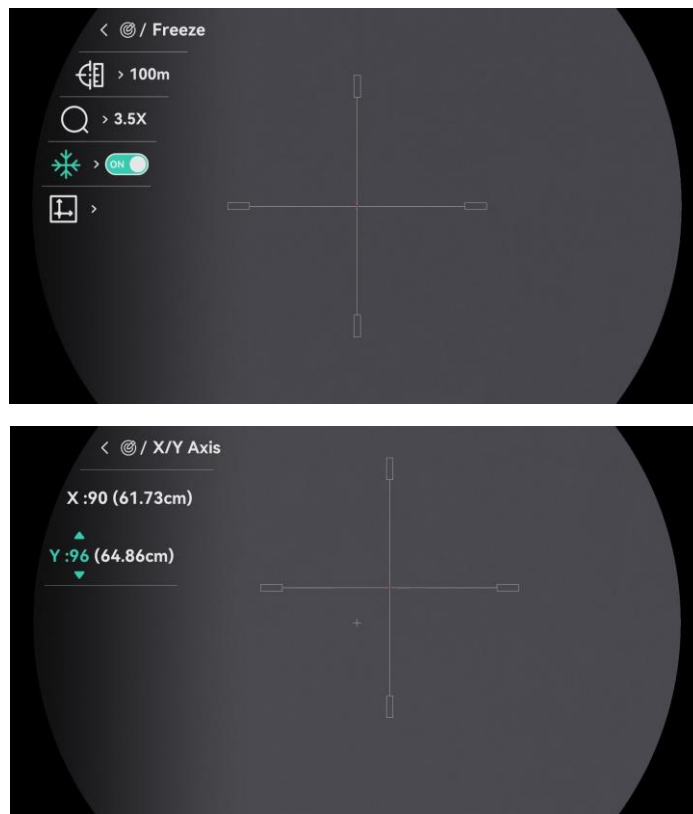 < / Freeze
> 100m
> 3.5X
> ON
>
< / X/Y Axis
X :90 (61.73cm)
Y :96 (64.86cm)